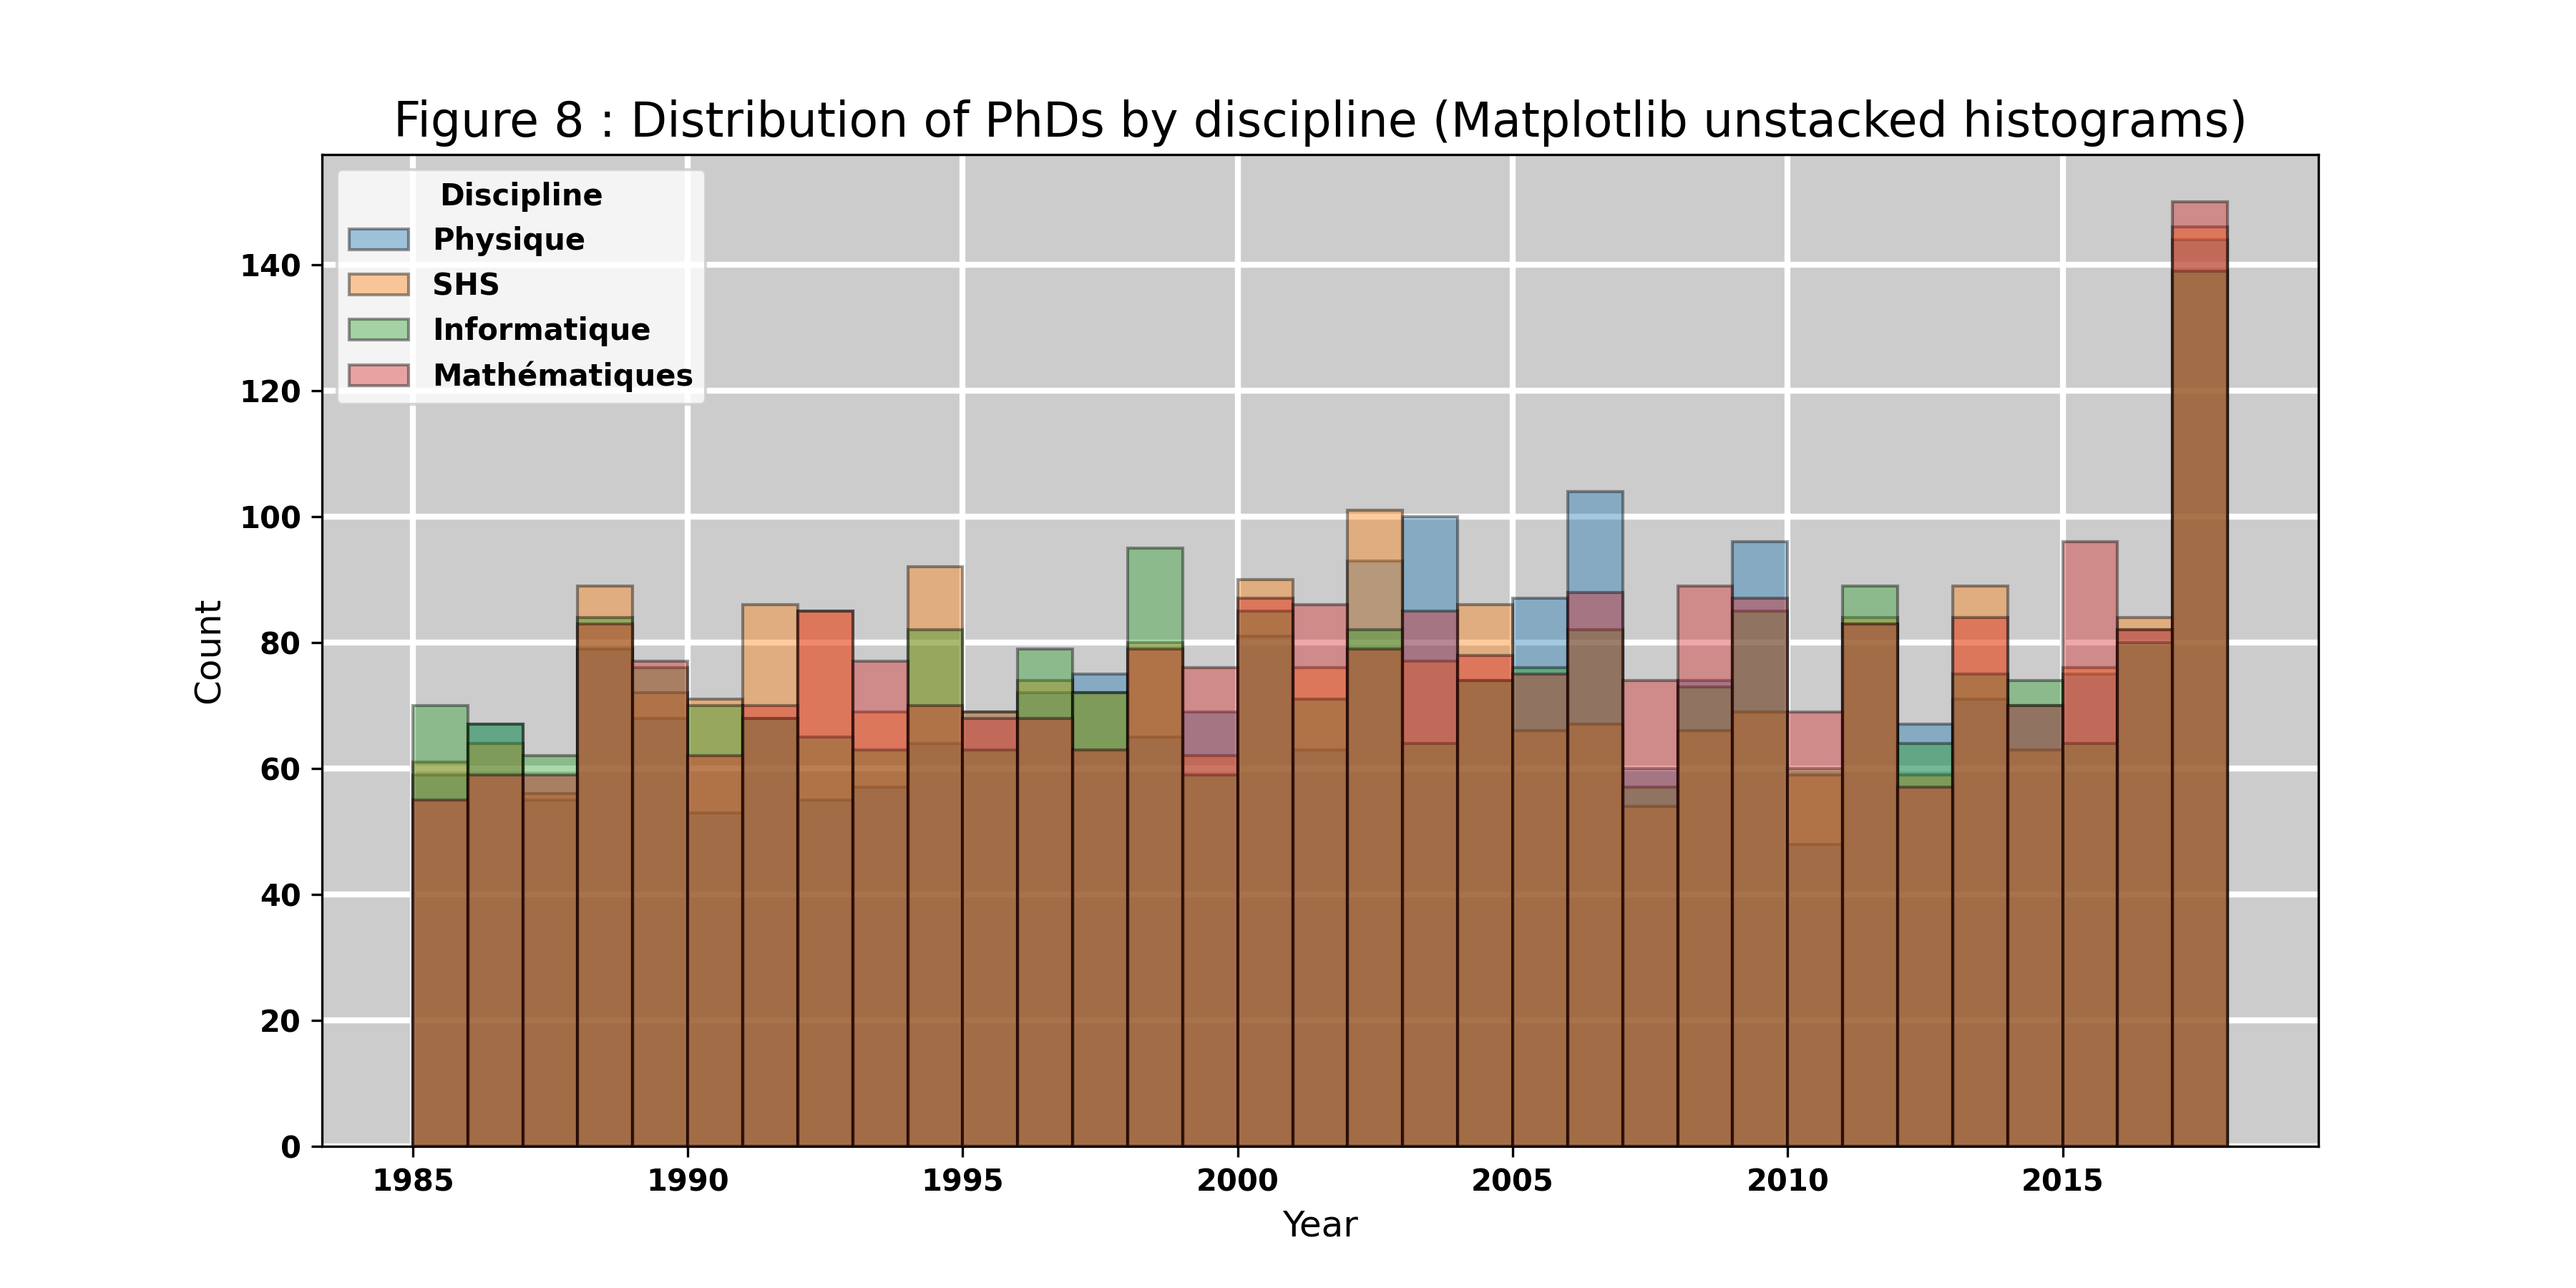 Figure 8 : Distribution of PhDs by discipline (Matplotlib unstacked histograms)
Discipline
Physique
SHS
Informatique
Mathématiques
140
120
100
80
60
40
20
0
Count
1985 1990 1995 2000 2005 2010 2015
Year